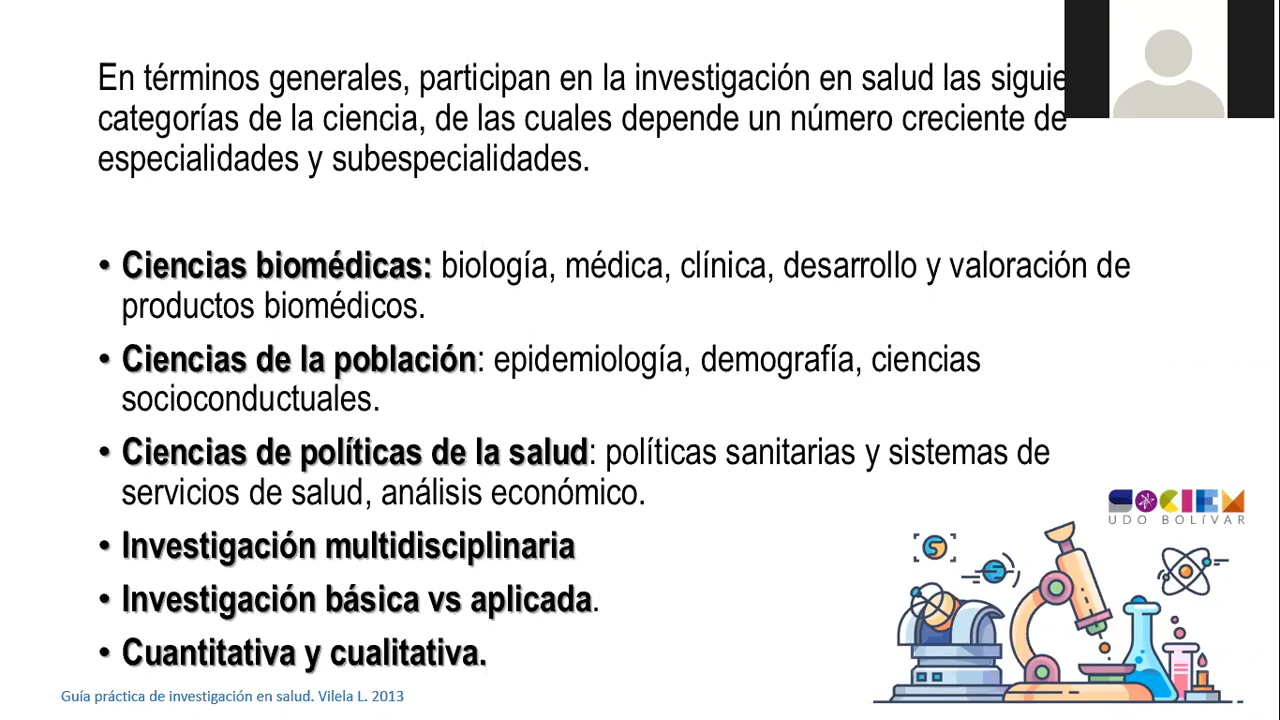 En términos generales, participan en la investigación en salud las
categorías de la ciencia, de las cuales depende un número creciente de
especialidades y subespecialidades.
• Ciencias biomédicas: biología, médica, clínica, desarrollo y valoración de
productos biomédicos.
• Ciencias de la población: epidemiología, demografía, ciencias
socioconductuales.
• Ciencias de políticas de la salud: políticas sanitarias y sistemas de
servicios de salud, análisis económico.
• Investigación multidisciplinaria
• Investigación básica vs aplicada.
• Cuantitativa y cualitativa.
SOCIEM
UDO BOLÍVAR
Guía práctica de investigación en salud. Vilela L. 2013